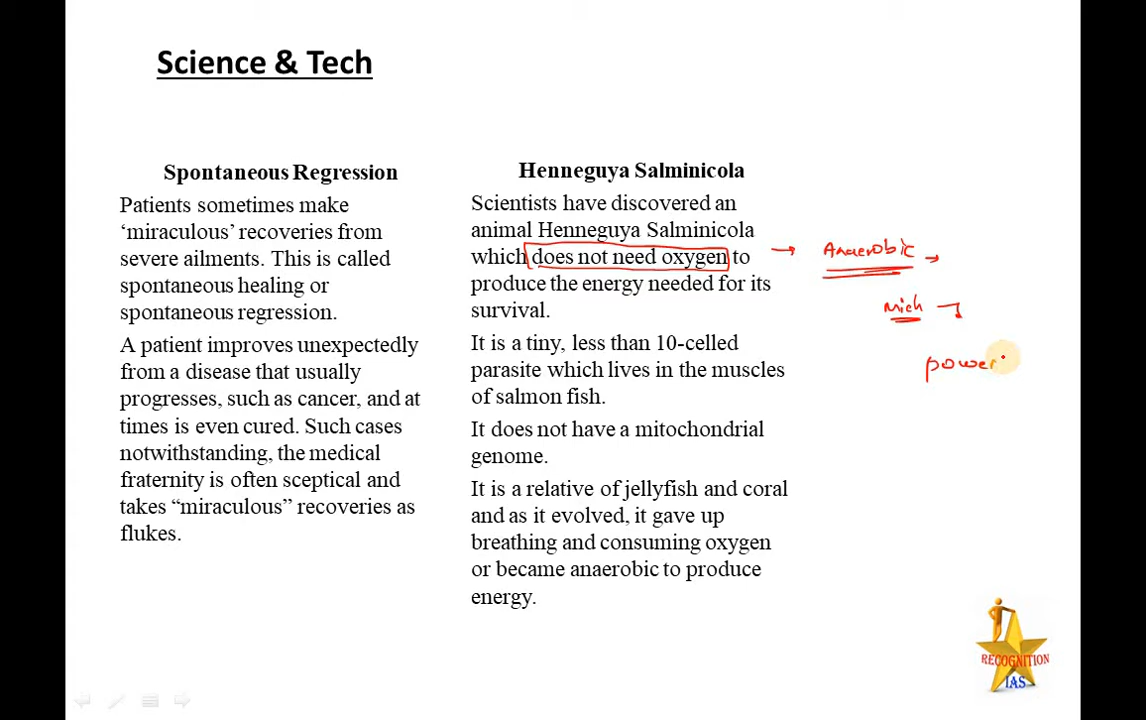 Science & Tech
Spontaneous Regression
Patients sometimes make
‘miraculous’ recoveries from
severe ailments. This is called
spontaneous healing or
spontaneous regression.
A patient improves unexpectedly
from a disease that usually
progresses, such as cancer, and at
times is even cured. Such cases
notwithstanding, the medical
fraternity is often sceptical and
takes “miraculous” recoveries as
flukes.
Henneguya Salminicola
Scientists have discovered an
animal Henneguya Salminicola
which does not need oxygen to
produce the energy needed for its
survival.
It is a tiny, less than 10-celled
parasite which lives in the muscles
of salmon fish.
It does not have a mitochondrial
genome.
It is a relative of jellyfish and coral
and as it evolved, it gave up
breathing and consuming oxygen
or became anaerobic to produce
energy.
→ Anaerobic →
power
RECOGNITION
IAS